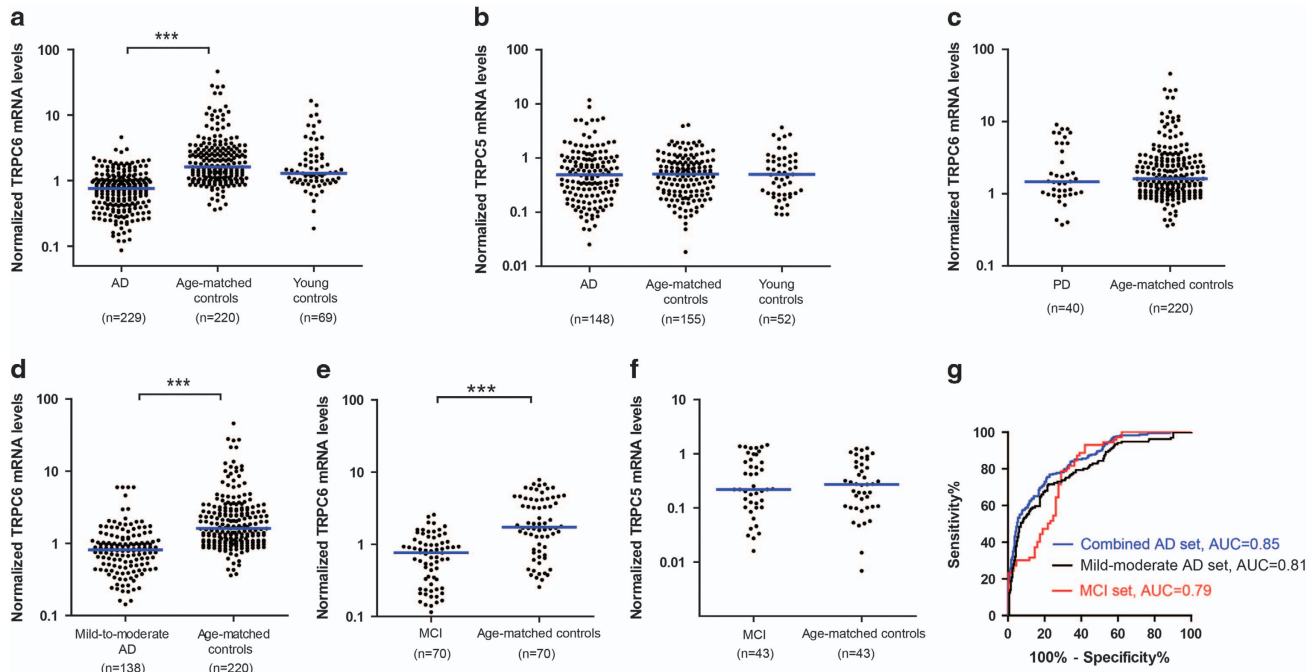 a
Normalized TRPC6 mRNA levels
100
10
1
0.1
***
AD
(n=229)
Age-matched
controls
(n=220)
Young
controls
(n=69)
b
Normalized TRPC5 mRNA levels
100
10
1
0.1
0.01
AD
(n=148)
Age-matched
controls
(n=155)
Young
controls
(n=52)
c
Normalized TRPC6 mRNA levels
100
10
1
0.1
PD
(n=40)
Age-matched controls
(n=220)
d
Normalized TRPC6 mRNA levels
100
10
1
0.1
***
Mild-to-moderate
AD
(n=138)
Age-matched
controls
(n=220)
e
Normalized TRPC6 mRNA levels
100
10
1
0.1
***
MCI
(n=70)
Age-matched controls
(n=70)
f
Normalized TRPC5 mRNA levels
10
1
0.1
0.01
MCI
(n=43)
Age-matched controls
(n=43)
g
Sensitivity%
100
80
60
40
20
0
Combined AD set, AUC=0.85
Mild-moderate AD set, AUC=0.81
MCI set, AUC=0.79
0 20 40 60 80 100
100% - Specificity%